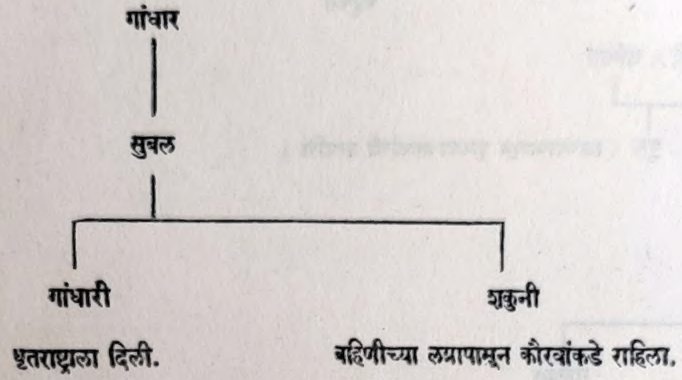 गांधार
सुबल
गांधारी शकुनी
धृतराष्ट्राला दिली. बहिणीच्या लग्नापासून कौरवांकडे राहिला.